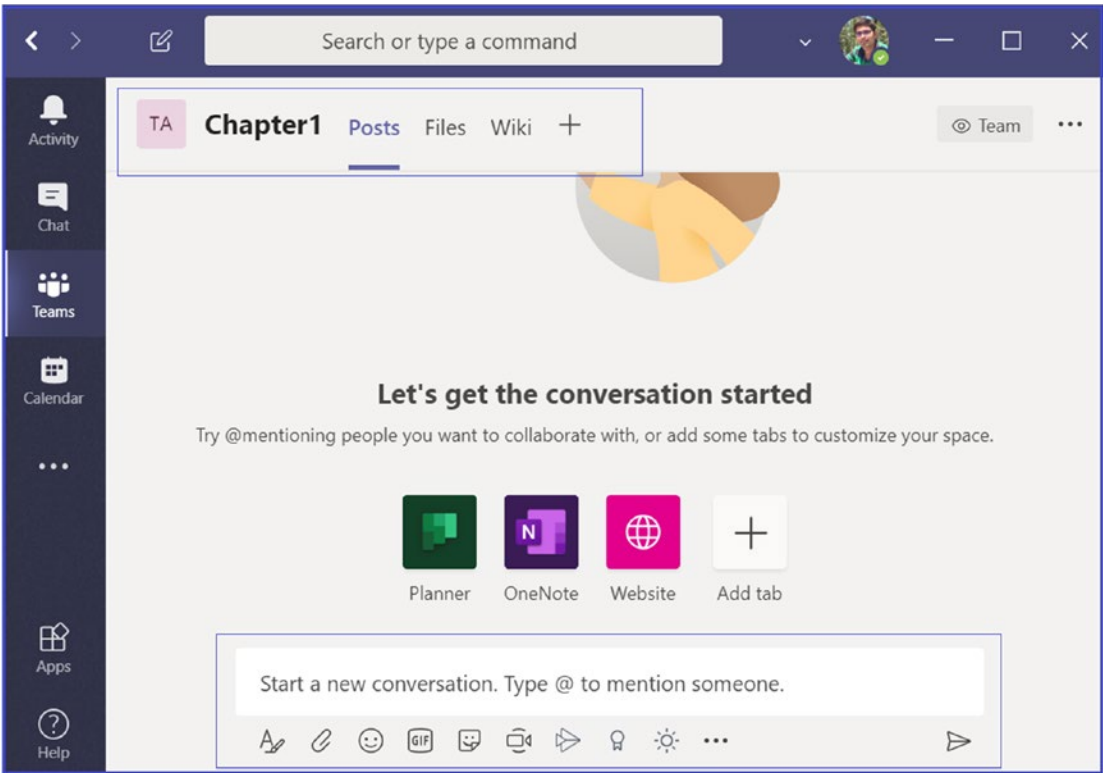 Search or type a command
Activity
Chat
Teams
Calendar
Apps
Help
TA Chapter1 Posts Files Wiki
Team
Let's get the conversation started
Try @mentioning people you want to collaborate with, or add some tabs to customize your space.
N
Planner OneNote Website Add tab
Start a new conversation. Type @ to mention someone.
GIF